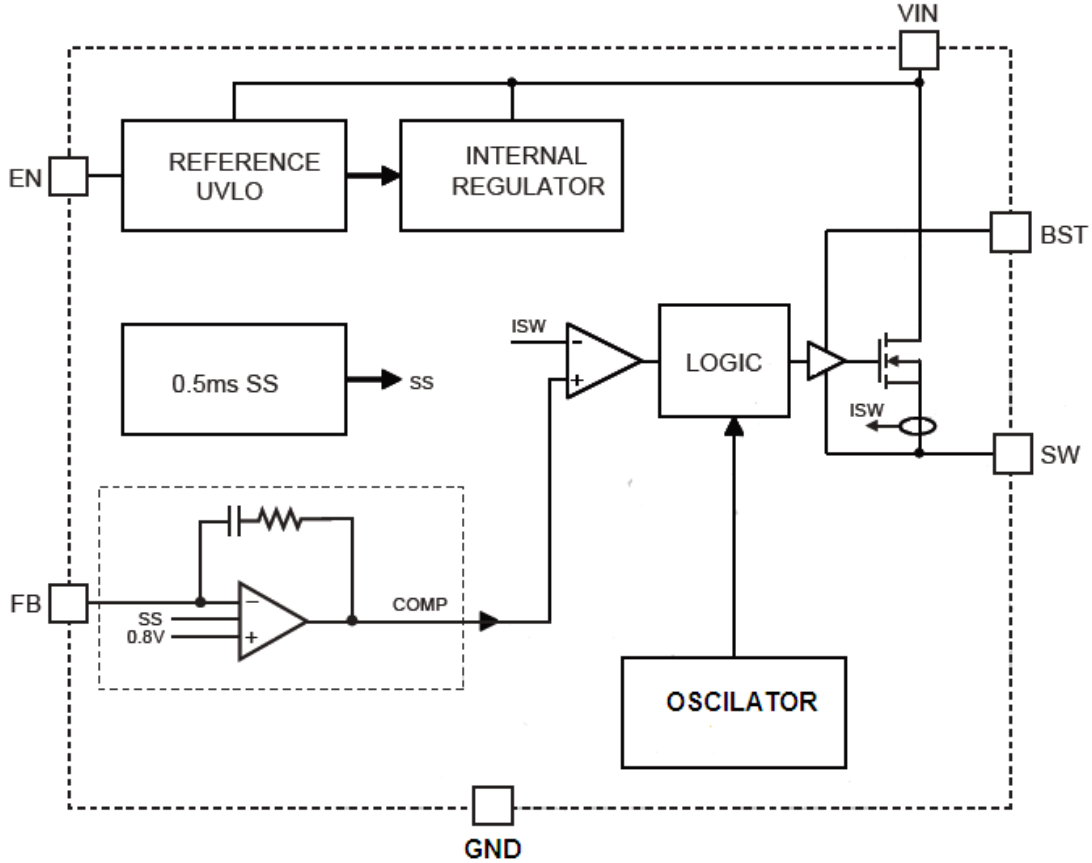 VIN
EN
REFERENCE
UVLO
INTERNAL
REGULATOR
BST
ISW
-
+
LOGIC
0.5ms SS
SS
ISW
SW
FB
-
SS
0.8V
+
COMP
OSCILATOR
GND